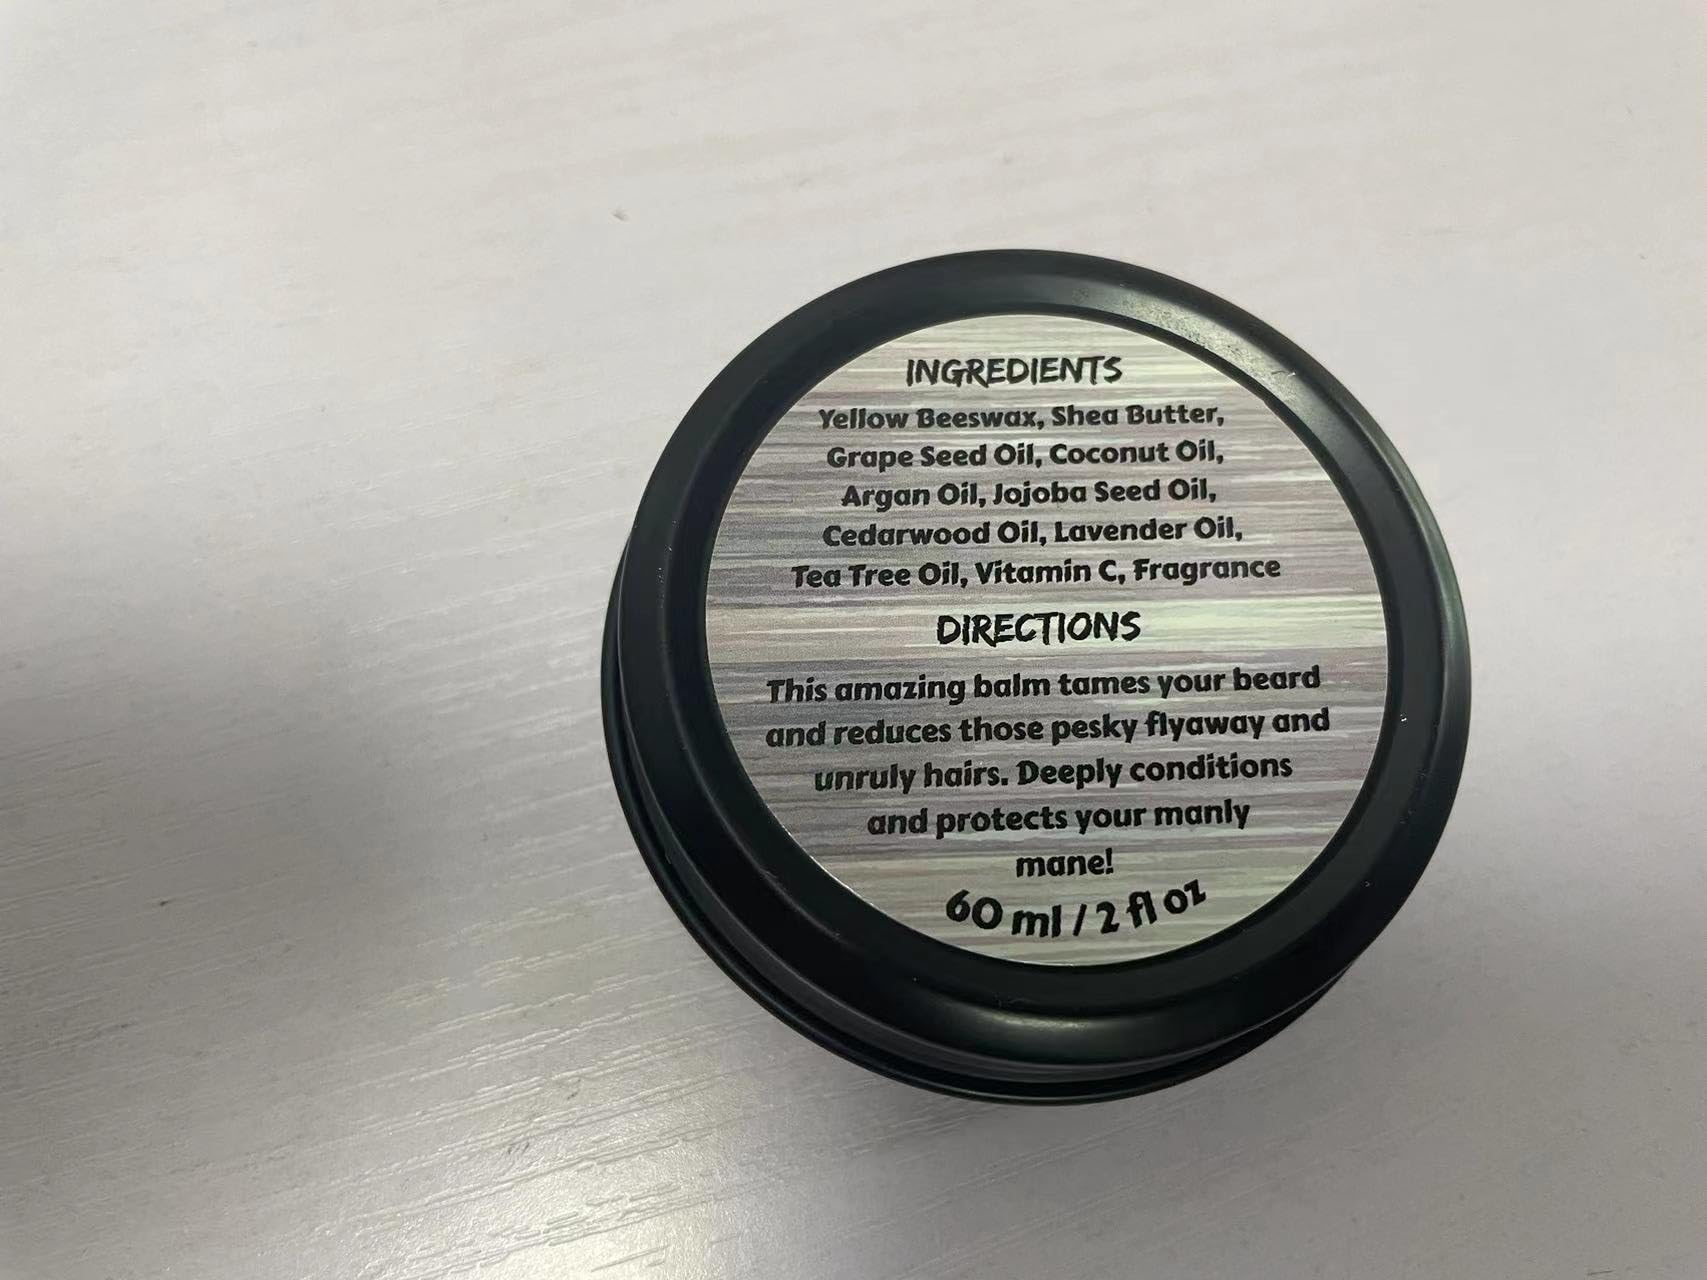 INGREDIENTS
Yellow Beeswax, Shea Butter,
Grape Seed Oil, Coconut Oil,
Argan Oil, Jojoba Seed Oil,
Cedarwood Oil, Lavender Oil,
Tea Tree Oil, Vitamin C, Fragrance
DIRECTIONS
This amazing balm tames your beard
and reduces those pesky flyaway and
unruly hairs. Deeply conditions
and protects your manly
mane!
60 ml / 2 fl oz